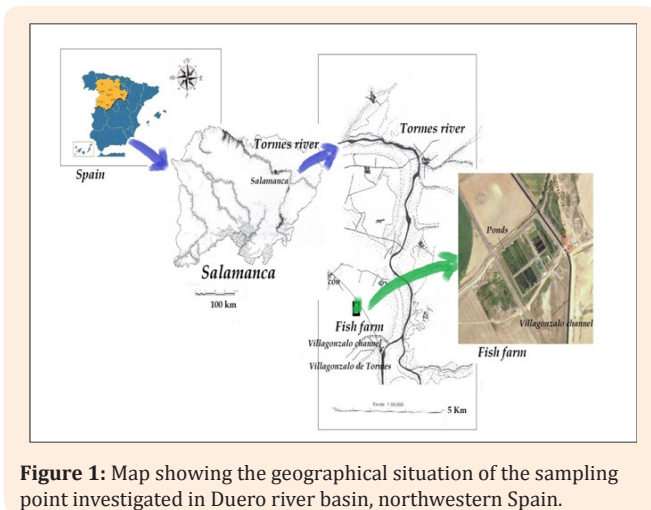 Spain
Tormes river
Salamanca
Salamanca
100 km
Tormes river
Fish farm
Villagonzalo channel
Villagonzalo de Tormes
5 Km
Ponds
Villagonzalo channel
Fish farm
Figure 1: Map showing the geographical situation of the sampling
point investigated in Duero river basin, northwestern Spain.